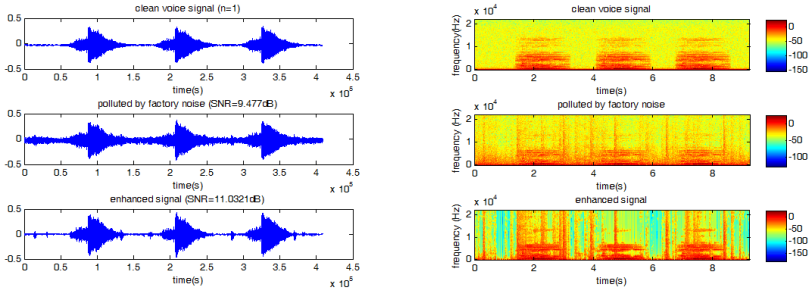 clean voice signal (n=1)
0.5
0
-0.5
0 0.5 1 1.5 2 2.5 3 3.5 4 4.5
time(s)
x 10^5
polluted by factory noise (SNR=9.477dB)
0.5
0
-0.5
0 0.5 1 1.5 2 2.5 3 3.5 4 4.5
time(s)
x 10^5
enhanced signal (SNR=11.0321dB)
0.5
0
-0.5
0 0.5 1 1.5 2 2.5 3 3.5 4 4.5
time(s)
x 10^5
clean voice signal
x 10^4
frequency(Hz)
2
1
0
0 2 4 6 8
time(s)
0
-50
-100
-150
polluted by factory noise
x 10^4
frequency (Hz)
2
1
0
0 2 4 6 8
time(s)
0
-50
-100
enhanced signal
x 10^4
frequency (Hz)
2
1
0
0 2 4 6 8
time(s)
0
-50
-100
-150